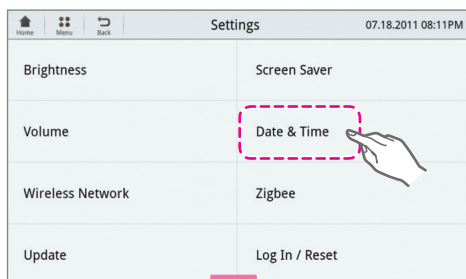 Home Menu Back Settings 07.18.2011 08:11PM
Brightness Screen Saver
Volume Date & Time
Wireless Network Zigbee
Update Log In / Reset